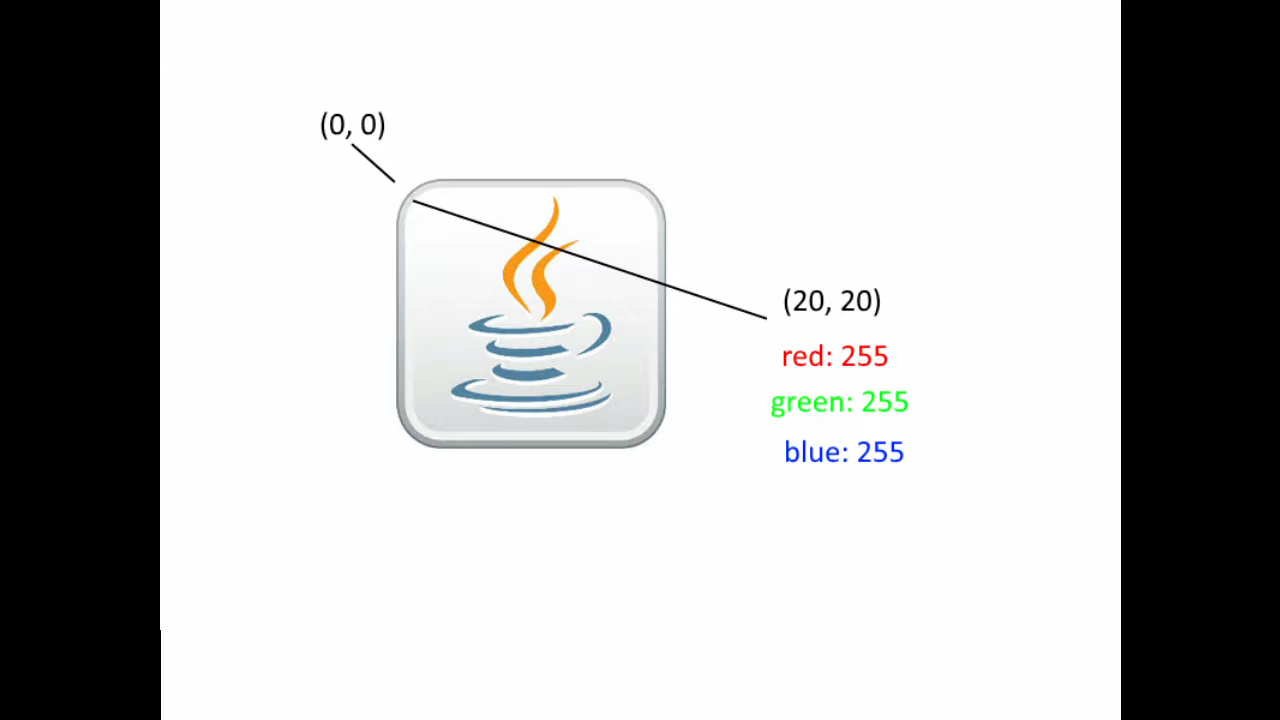 (0, 0)
(20, 20)
red: 255
green: 255
blue: 255